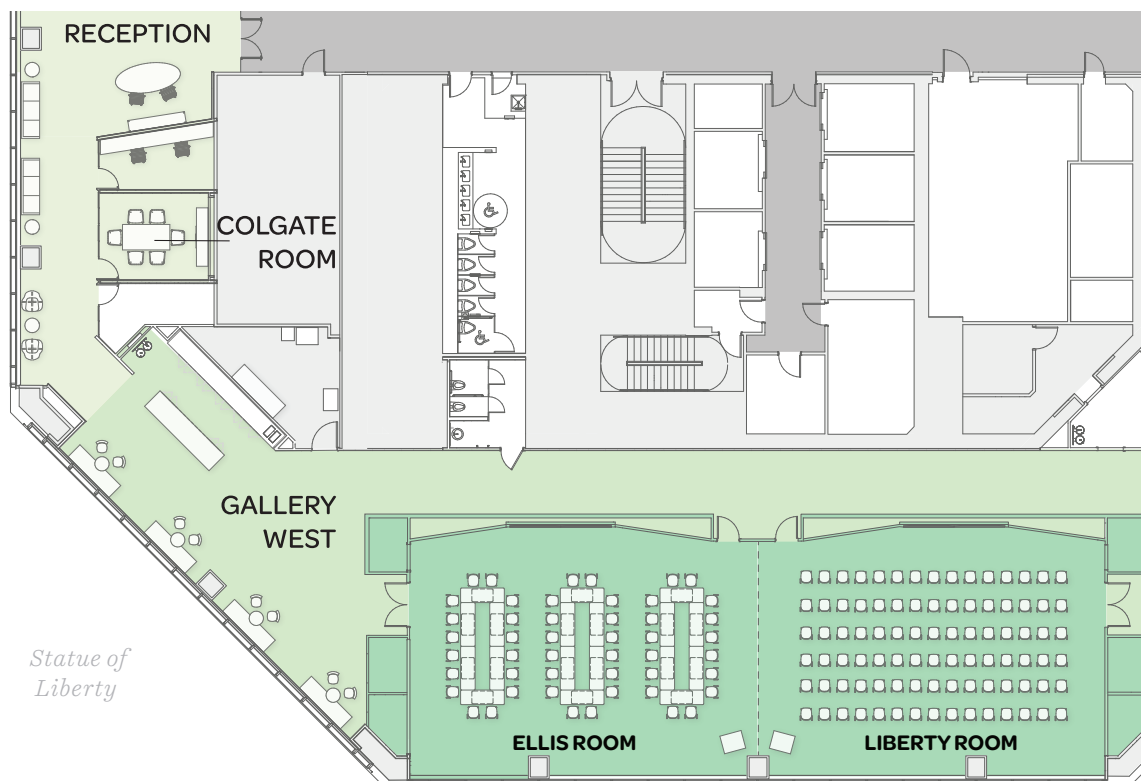 RECEPTION
COLGATE
ROOM
GALLERY
WEST
Statue of
Liberty
ELLIS ROOM
LIBERTY ROOM